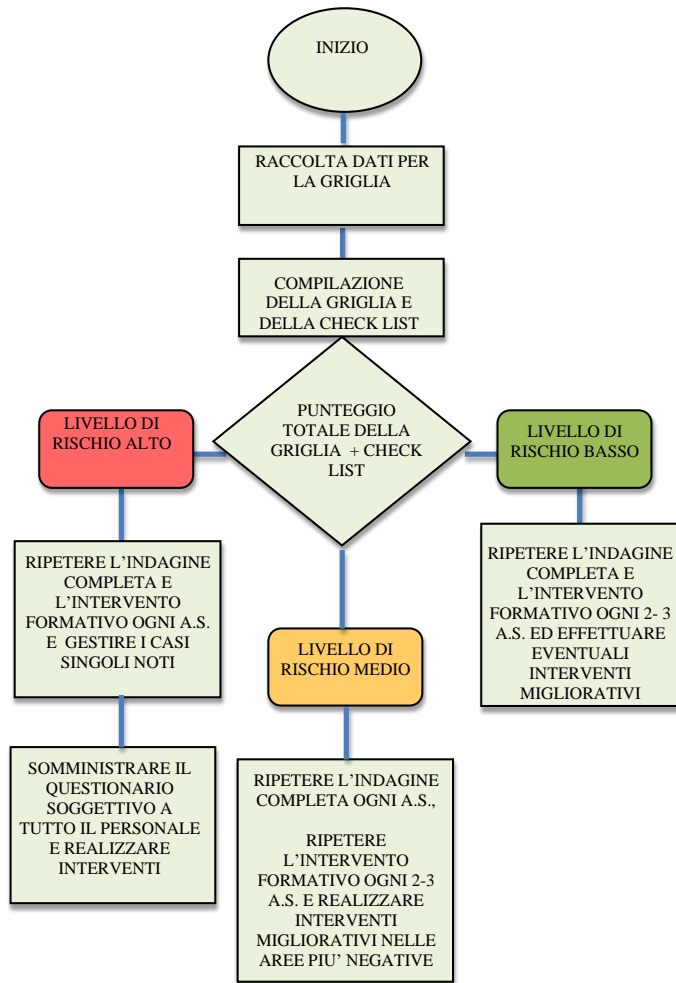 INIZIO
RACCOLTA DATI PER
LA GRIGLIA
COMPILAZIONE
DELLA GRIGLIA E
DELLA CHECK LIST
PUNTEGGIO
TOTALE DELLA
GRIGLIA + CHECK
LIST
LIVELLO DI
RISCHIO ALTO
RIPETERE L’INDAGINE
COMPLETA E
L’INTERVENTO
FORMATIVO OGNI A.S.
E GESTIRE I CASI
SINGOLI NOTI
SOMMINISTRARE IL
QUESTIONARIO
SOGGETTIVO A
TUTTO IL PERSONALE
E REALIZZARE
INTERVENTI
LIVELLO DI
RISCHIO MEDIO
RIPETERE L’INDAGINE
COMPLETA OGNI A.S.,
RIPETERE
L’INTERVENTO
FORMATIVO OGNI 2-3
A.S. E REALIZZARE
INTERVENTI
MIGLIORATIVI NELLE
AREE PIU’ NEGATIVE
LIVELLO DI
RISCHIO BASSO
RIPETERE L’INDAGINE
COMPLETA E
L’INTERVENTO
FORMATIVO OGNI 2- 3
A.S. ED EFFETTUARE
EVENTUALI
INTERVENTI
MIGLIORATIVI